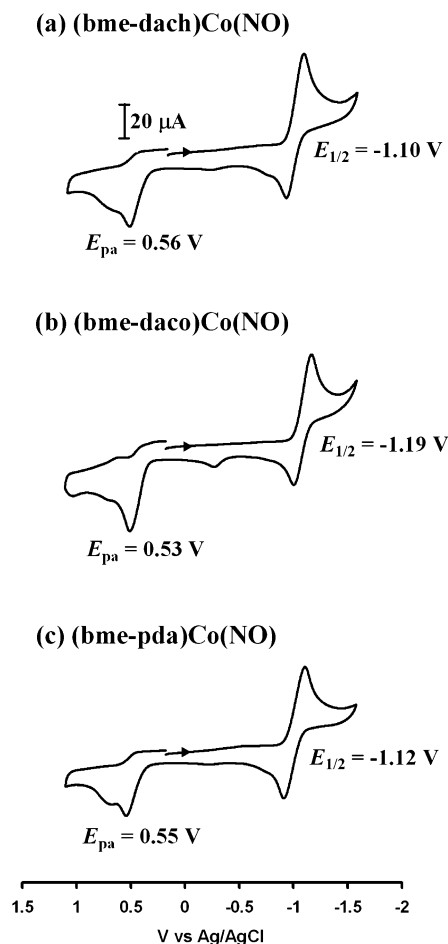 (a) (bme-dach)Co(NO)
20 μA
E1/2 = -1.10 V
Epa = 0.56 V
(b) (bme-daco)Co(NO)
E1/2 = -1.19 V
Epa = 0.53 V
(c) (bme-pda)Co(NO)
E1/2 = -1.12 V
Epa = 0.55 V
1.5 1 0.5 0 -0.5 -1 -1.5 -2
V vs Ag/AgCl